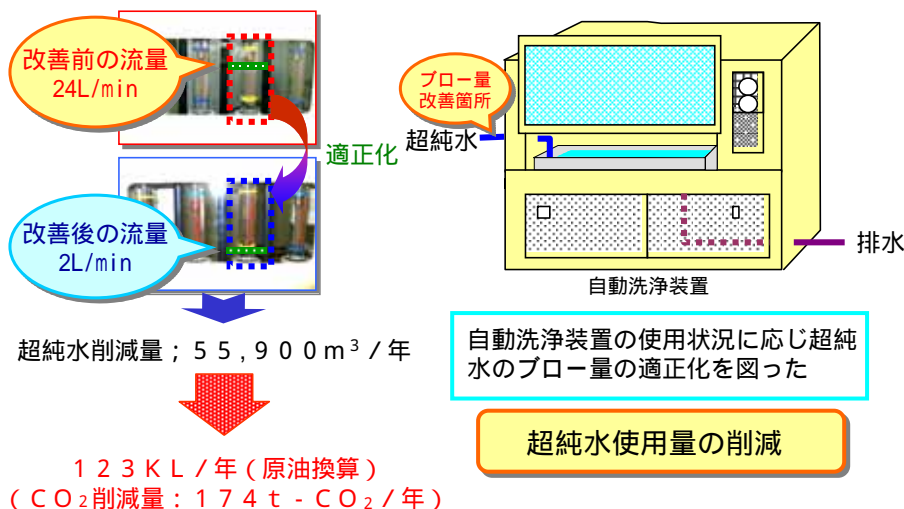 改善前の流量
24L/min
適正化
改善後の流量
2L/min
超純水削減量；５５,９００ｍ³／年
１２３ＫＬ／年(原油換算)
(ＣＯ₂削減量：１７４ｔ-ＣＯ₂／年)
ブロー量
改善箇所
超純水
排水
自動洗浄装置
自動洗浄装置の使用状況に応じ超純
水のブロー量の適正化を図った
超純水使用量の削減